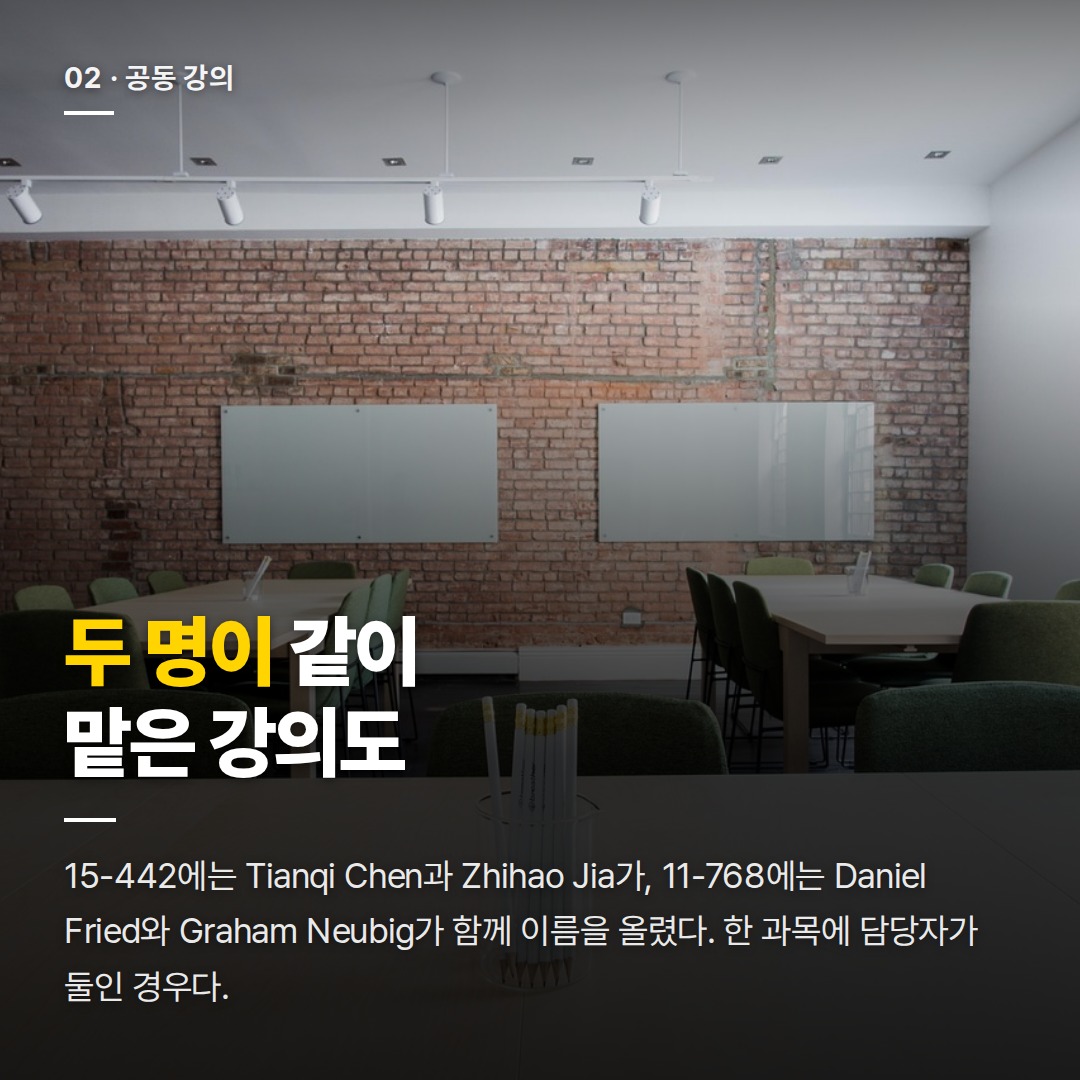 02 · 공동 강의
두 명이 같이
맡은 강의도
15-442에는 Tianqi Chen과 Zhihao Jia가, 11-768에는 Daniel
Fried와 Graham Neubig가 함께 이름을 올렸다. 한 과목에 담당자가
둘인 경우다.